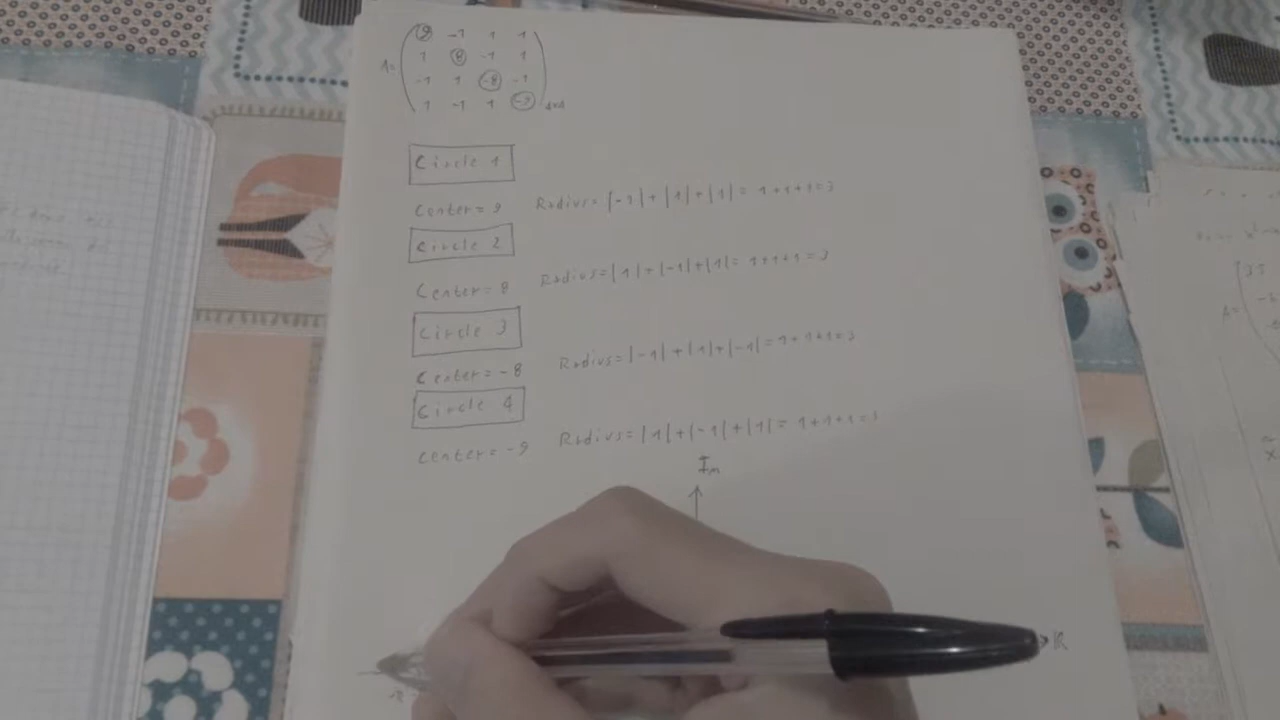 9 -1 1 1
1 8 -1 1
A=
-1 1 -8 -1
1 -1 1 -9 4x4
Circle 1
Center = 9 Radius = |-1| + |1| + |1| = 1+1+1=3
Circle 2
Center = 8 Radius = |1| + |-1| + |1| = 1+1+1=3
Circle 3
Center = -8 Radius = |-1| + |1| + |-1| = 1+1+1=3
Circle 4
Center = -9 Radius = |1| + |-1| + |1| = 1+1+1=3
Im
R
A=